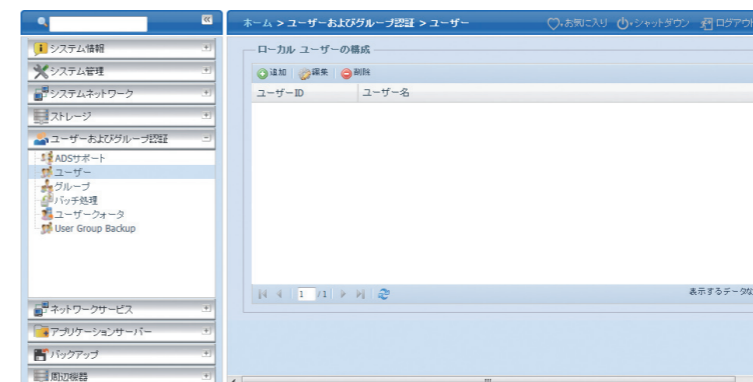 ホーム > ユーザーおよびグループ認証 > ユーザー
お気に入り シャットダウン ログアウト
システム情報
システム管理
システムネットワーク
ストレージ
ユーザーおよびグループ認証
ADSサポート
ユーザー
グループ
バッチ処理
ユーザークォータ
User Group Backup
ネットワークサービス
アプリケーションサーバー
バックアップ
周辺機器
ローカル ユーザーの構成
追加 編集 削除
ユーザーID ユーザー名
1 /1
表示するデータな